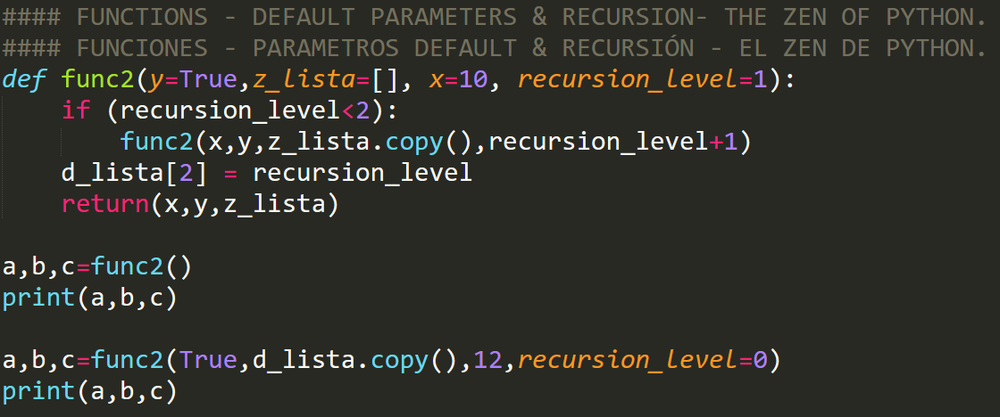 #### FUNCTIONS - DEFAULT PARAMETERS & RECURSION- THE ZEN OF PYTHON.
#### FUNCIONES - PARAMETROS DEFAULT & RECURSIÓN - EL ZEN DE PYTHON.
def func2(y=True,z_lista=[], x=10, recursion_level=1):
    if (recursion_level<2):
        func2(x,y,z_lista.copy(),recursion_level+1)
    d_lista[2] = recursion_level
    return(x,y,z_lista)
a,b,c=func2()
print(a,b,c)
a,b,c=func2(True,d_lista.copy(),12,recursion_level=0)
print(a,b,c)